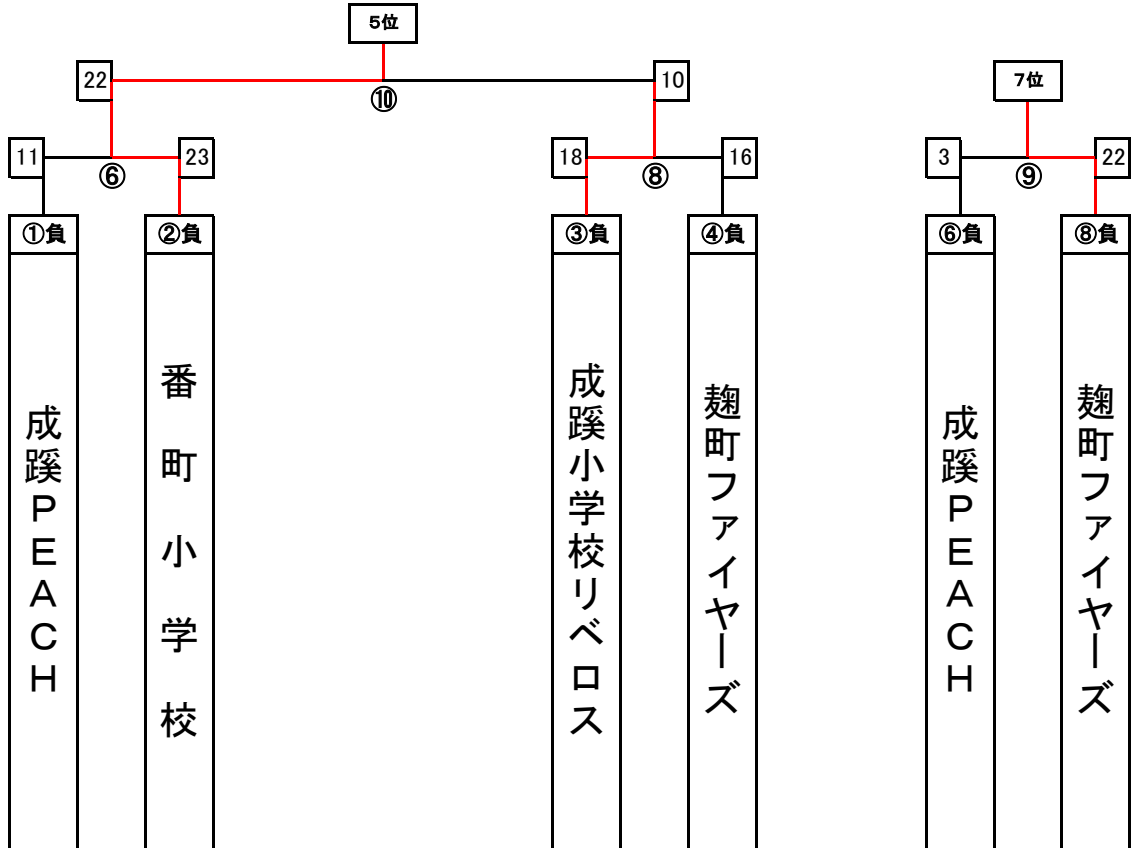 5位
22
10
⑩
7位
11
23
⑥
18
16
⑧
3
22
⑨
①負
②負
③負
④負
⑥負
⑧負
成蹊PEACH
番町小学校
成蹊小学校リベロス
麹町ファイヤーズ
成蹊PEACH
麹町ファイヤーズ